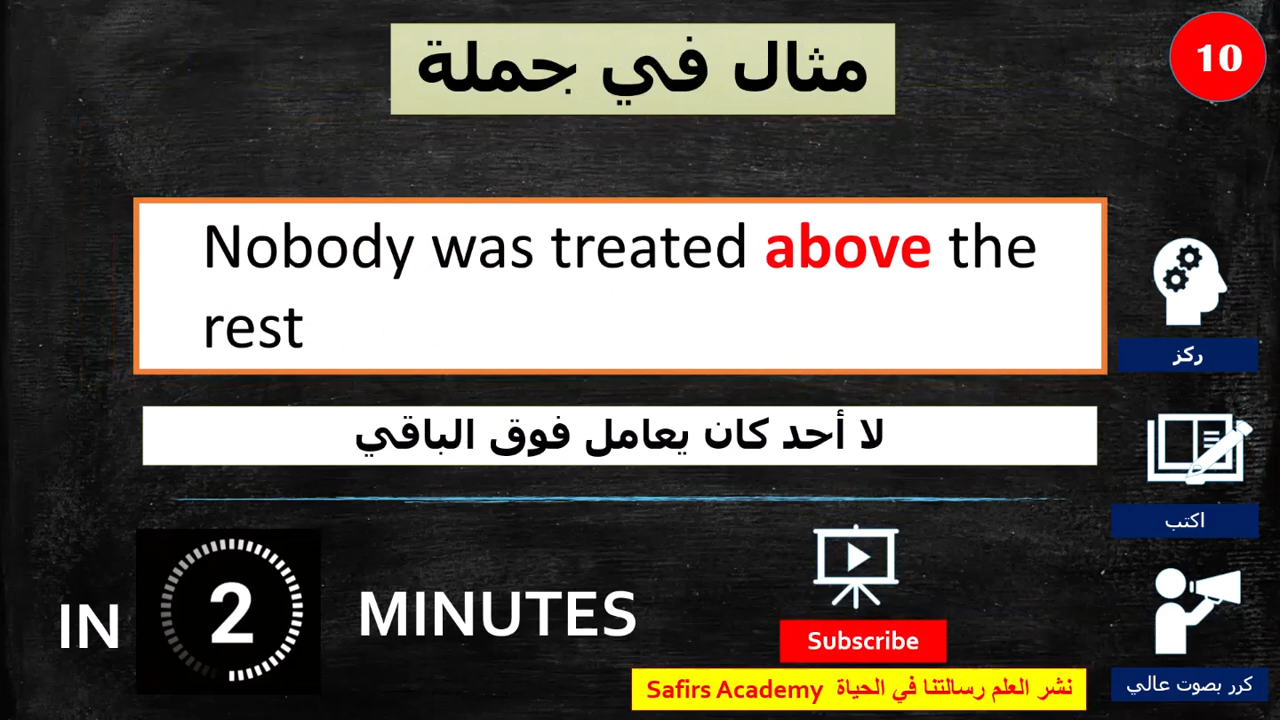 مثال في جملة
10
Nobody was treated above the
rest
ركز
لا أحد كان يعامل فوق الباقي
اكتب
IN 2 MINUTES
Subscribe
كرر بصوت عالي
نشر العلم رسالتنا في الحياة Safirs Academy